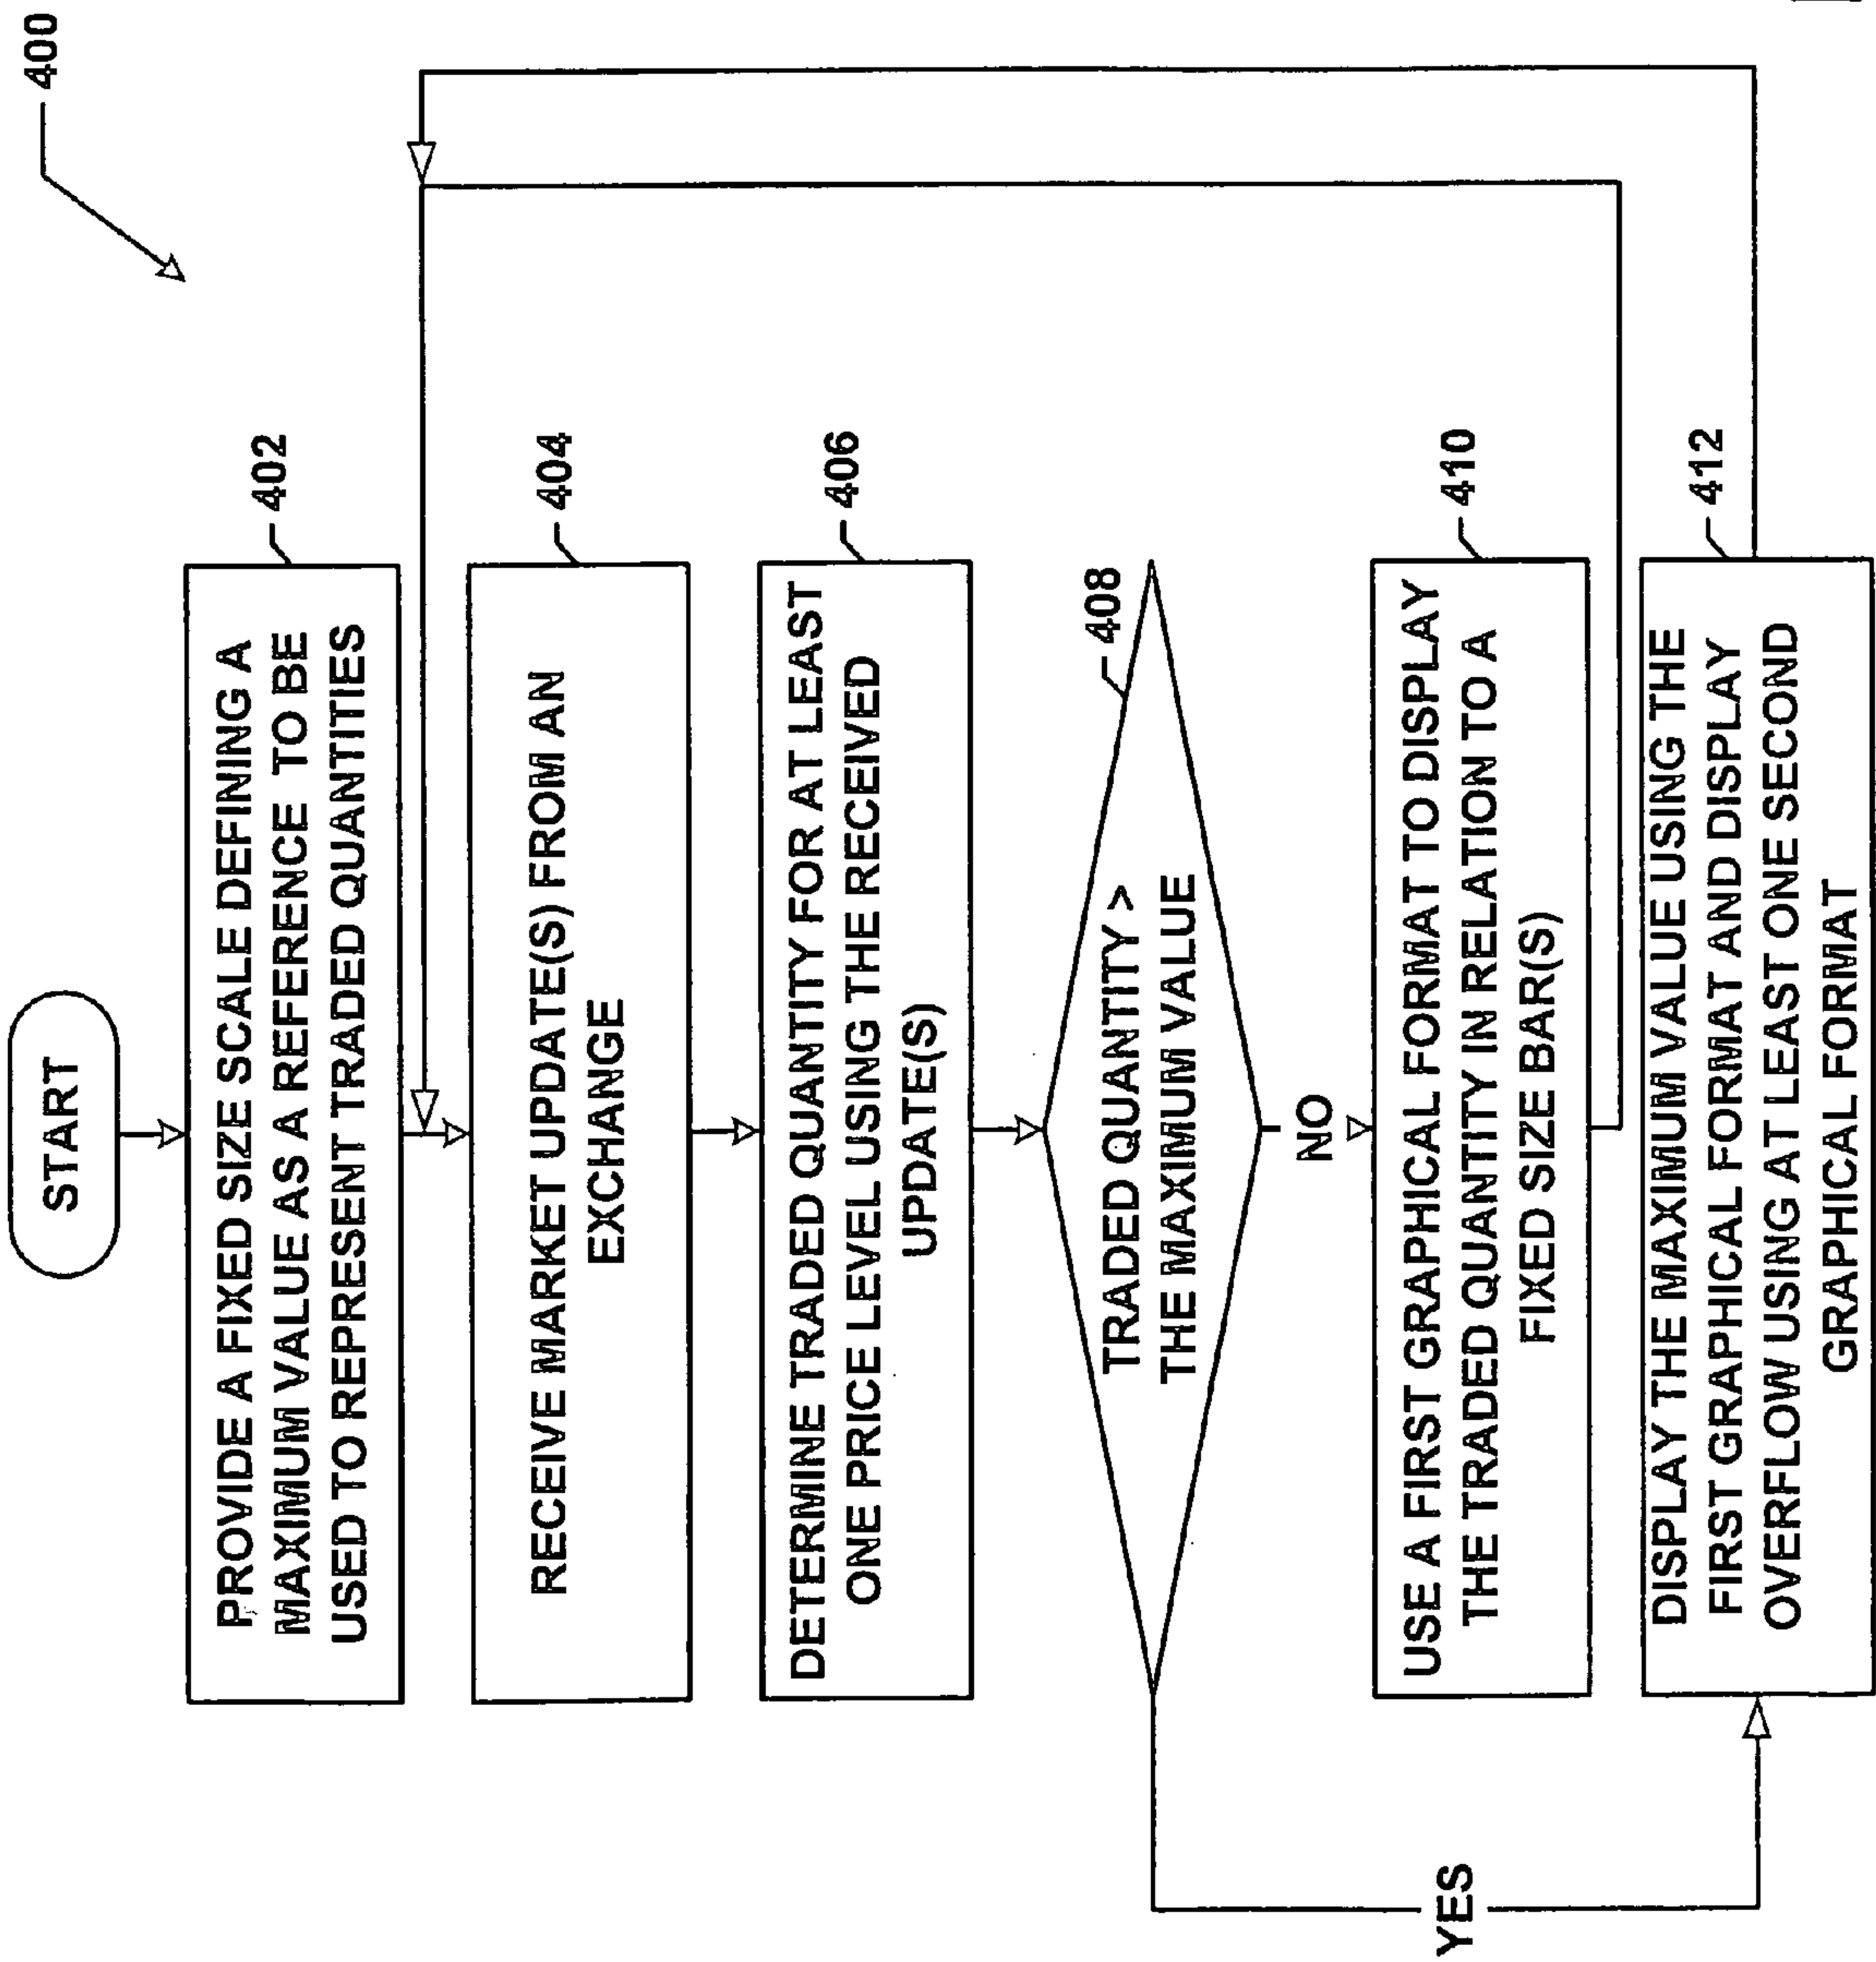 400
START
PROVIDE A FIXED SIZE SCALE DEFINING A
MAXIMUM VALUE AS A REFERENCE TO BE
USED TO REPRESENT TRADED QUANTITIES
402
RECEIVE MARKET UPDATE(S) FROM AN
EXCHANGE
404
DETERMINE TRADED QUANTITY FOR AT LEAST
ONE PRICE LEVEL USING THE RECEIVED
UPDATE(S)
406
TRADED QUANTITY >
THE MAXIMUM VALUE
408
NO
YES
USE A FIRST GRAPHICAL FORMAT TO DISPLAY
THE TRADED QUANTITY IN RELATION TO A
FIXED SIZE BAR(S)
410
DISPLAY THE MAXIMUM VALUE USING THE
FIRST GRAPHICAL FORMAT AND DISPLAY
OVERFLOW USING AT LEAST ONE SECOND
GRAPHICAL FORMAT
412